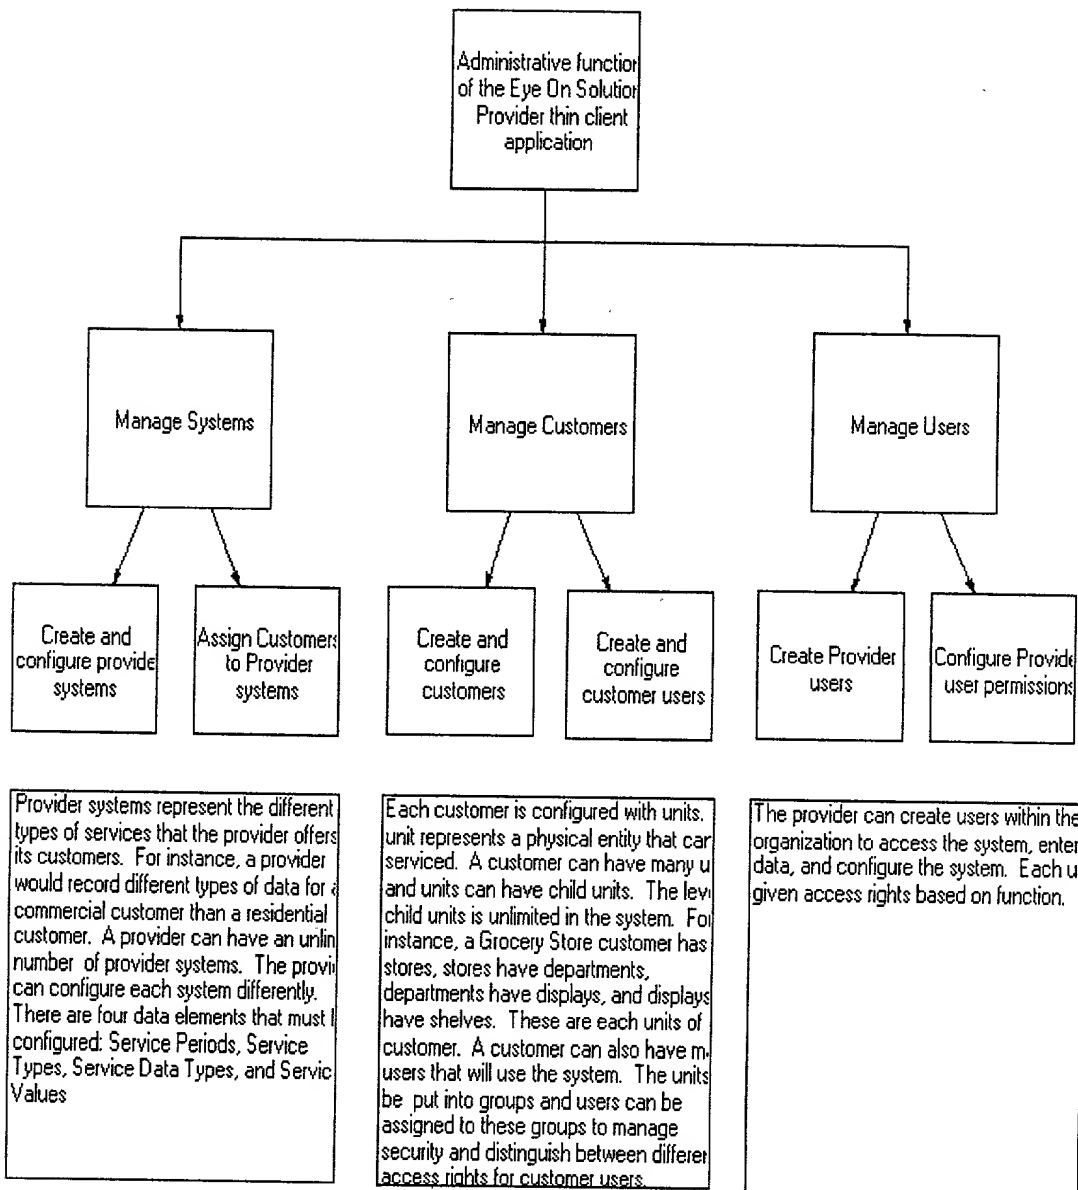 Administrative function
of the Eye On Solution
Provider thin client
application
Manage Systems
Manage Customers
Manage Users
Create and
configure provide
systems
Assign Customers
to Provider
systems
Create and
configure
customers
Create and
configure
customer users
Create Provider
users
Configure Provide
user permissions
Provider systems represent the different
types of services that the provider offers
its customers. For instance, a provider
would record different types of data for a
commercial customer than a residential
customer. A provider can have an unlin
number of provider systems. The provi
can configure each system differently.
There are four data elements that must
configured: Service Periods, Service
Types, Service Data Types, and Servic
Values
Each customer is configured with units.
unit represents a physical entity that can
serviced. A customer can have many u
and units can have child units. The leve
child units is unlimited in the system. For
instance, a Grocery Store customer has
stores, stores have departments,
departments have displays, and displays
have shelves. These are each units of
customer. A customer can also have m
users that will use the system. The units
be put into groups and users can be
assigned to these groups to manage
security and distinguish between differen
access rights for customer users.
The provider can create users within the
organization to access the system, enter
data, and configure the system. Each u
given access rights based on function.